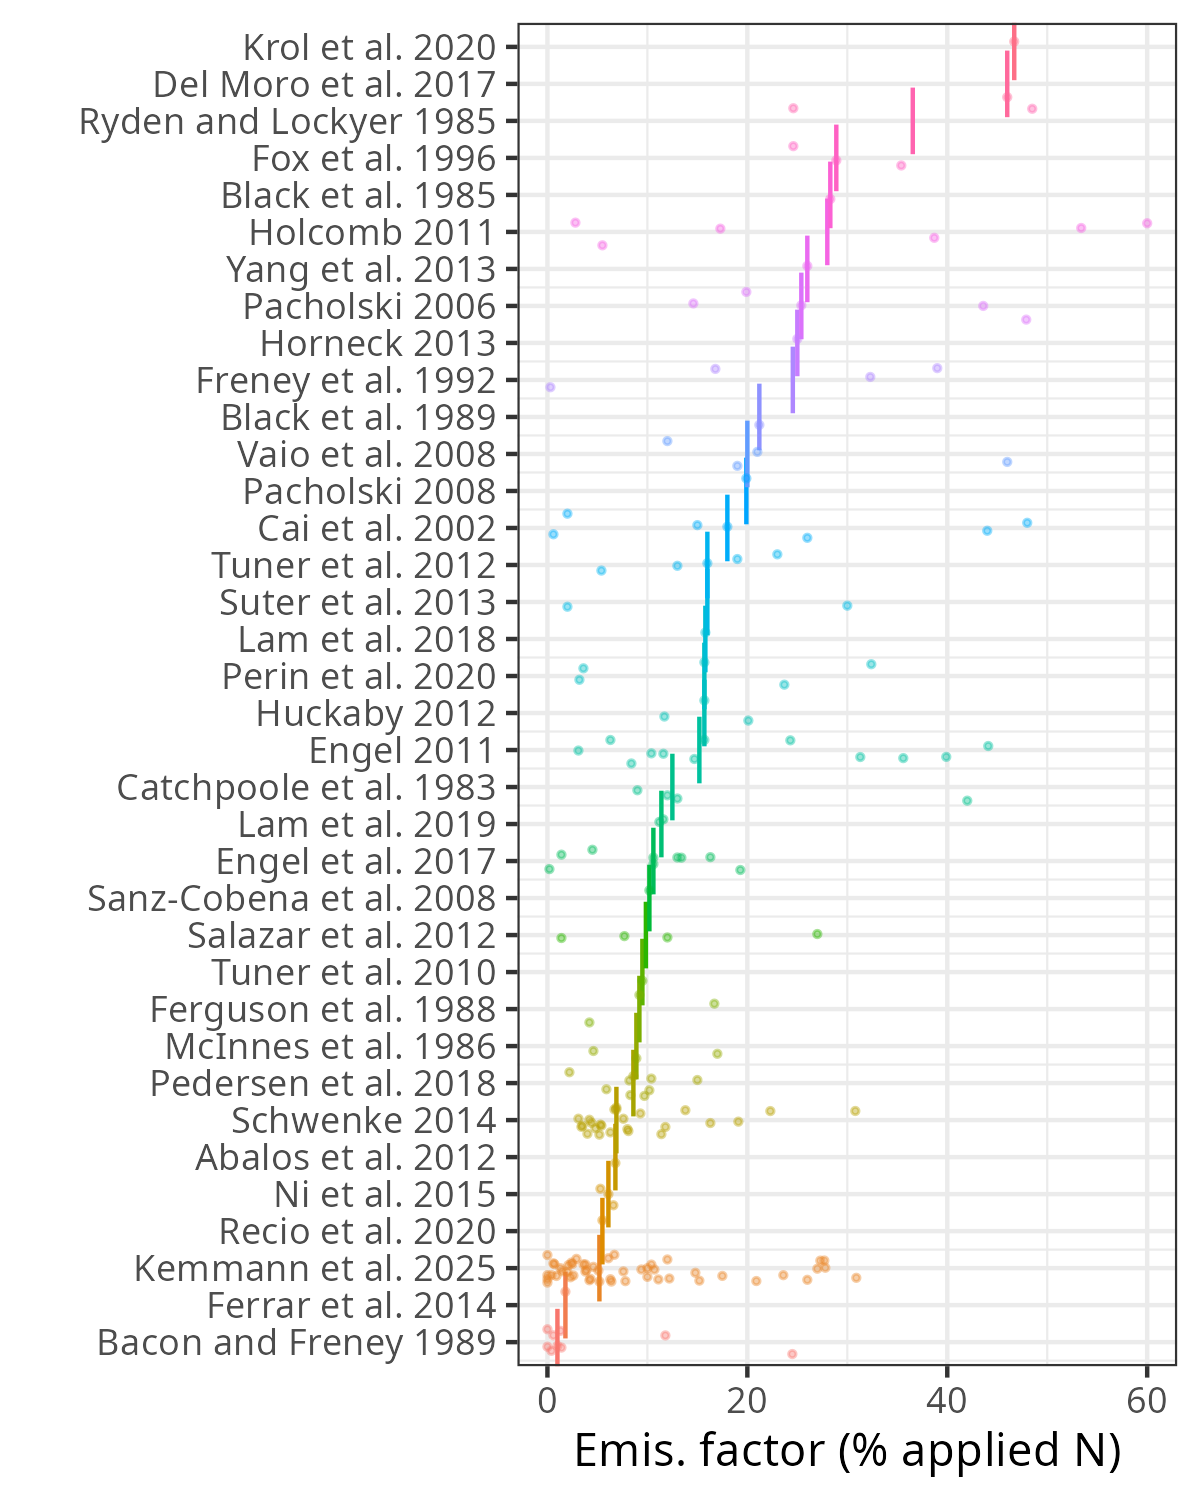 Krol et al. 2020
Del Moro et al. 2017
Ryden and Lockyer 1985
Fox et al. 1996
Black et al. 1985
Holcomb 2011
Yang et al. 2013
Pacholski 2006
Horneck 2013
Freney et al. 1992
Black et al. 1989
Vaio et al. 2008
Pacholski 2008
Cai et al. 2002
Tuner et al. 2012
Suter et al. 2013
Lam et al. 2018
Perin et al. 2020
Huckaby 2012
Engel 2011
Catchpoole et al. 1983
Lam et al. 2019
Engel et al. 2017
Sanz-Cobena et al. 2008
Salazar et al. 2012
Tuner et al. 2010
Ferguson et al. 1988
McInnes et al. 1986
Pedersen et al. 2018
Schwenke 2014
Abalos et al. 2012
Ni et al. 2015
Recio et al. 2020
Kemmann et al. 2025
Ferrar et al. 2014
Bacon and Freney 1989
0 20 40 60
Emis. factor (% applied N)